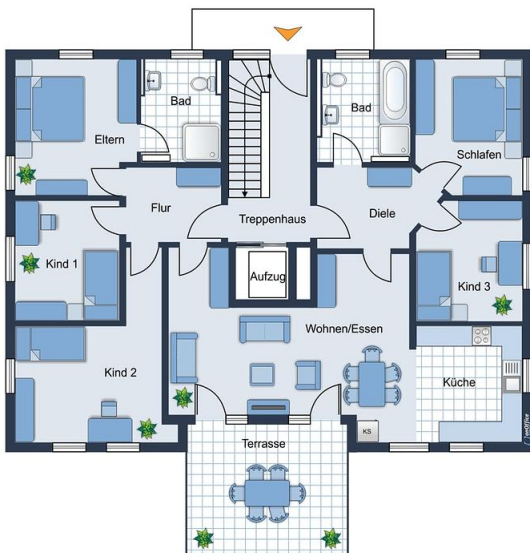 Bad
Bad
Eltern
Schlafen
Flur
Treppenhaus
Diele
Kind 1
Aufzug
Kind 3
Wohnen/Essen
Kind 2
Küche
KS
Terrasse